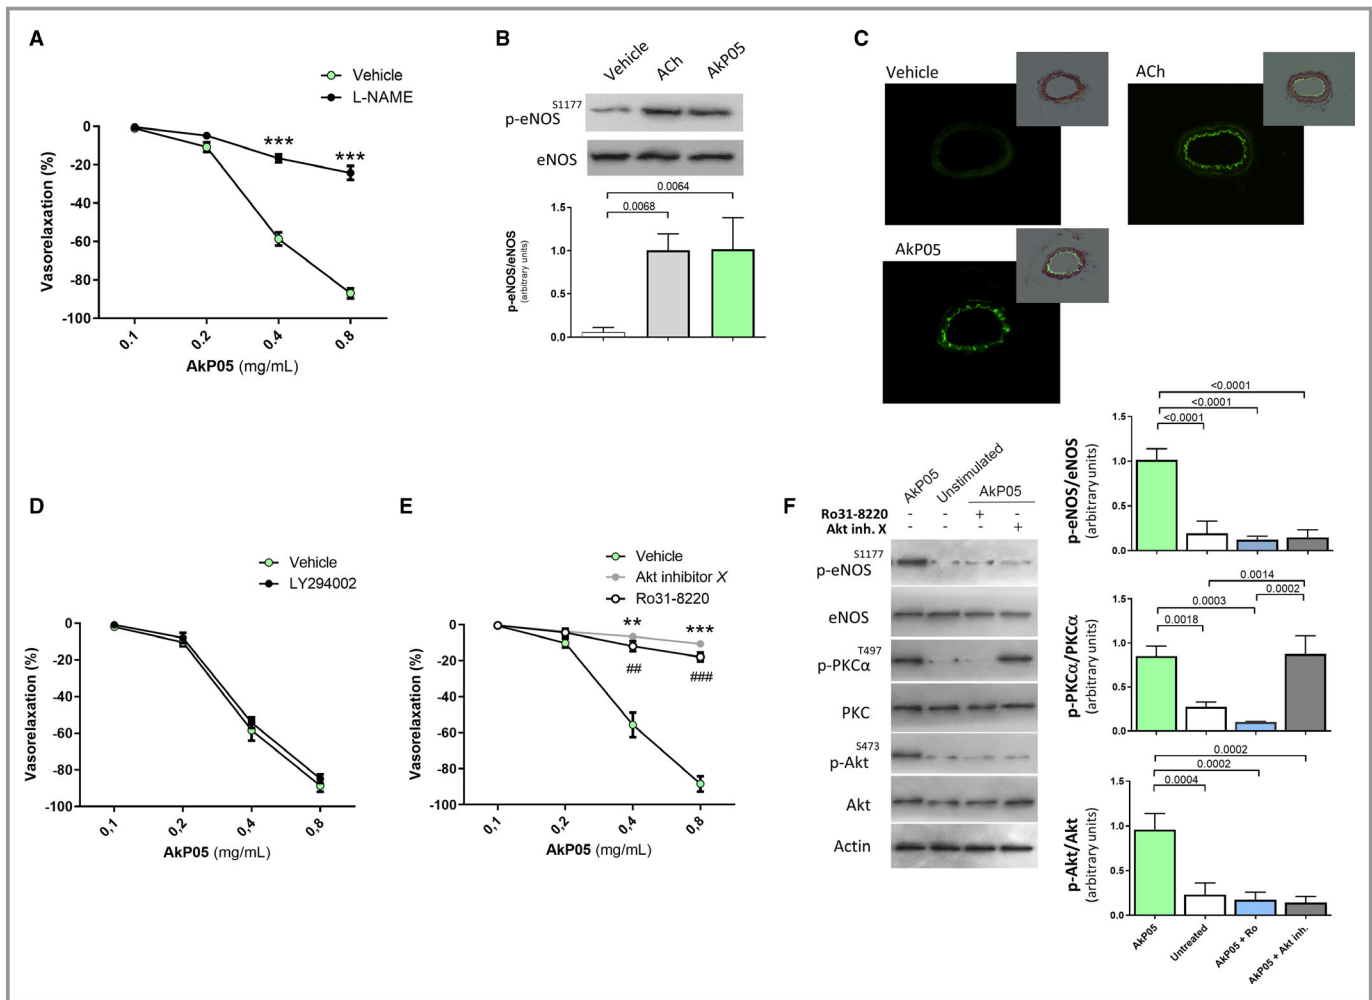 A
Vehicle
L-NAME
0
-20
-40
-60
-80
-100
Vasorelaxation (%)
***
***
0.1
0.2
0.4
0.8
AkP05 (mg/mL)
B
Vehicle
ACh
AkP05
p-eNOS S1177
eNOS
0.0064
0.0068
1.5
1.0
0.5
0.0
p-eNOS/eNOS
(arbitrary units)
C
Vehicle
ACh
AkP05
D
Vehicle
LY294002
0
-20
-40
-60
-80
-100
Vasorelaxation (%)
0,1
0,2
0,4
0,8
AkP05 (mg/mL)
E
Vehicle
Akt inhibitor X
Ro31-8220
0
-20
-40
-60
-80
-100
Vasorelaxation (%)
**
***
##
###
0,1
0,2
0,4
0,8
AkP05 (mg/mL)
F
AkP05
Unstimulated
AkP05
Ro31-8220 - - + -
Akt inh. X - - - +
p-eNOS S1177
eNOS
p-PKCα T497
PKC
p-Akt S473
Akt
Actin
<0.0001
<0.0001
<0.0001
1.5
1.0
0.5
0.0
p-eNOS/eNOS
(arbitrary units)
0.0014
0.0002
0.0003
0.0018
1.5
1.0
0.5
0.0
p-PKCα/PKCα
(arbitrary units)
0.0002
0.0002
0.0004
1.5
1.0
0.5
0.0
p-Akt/Akt
(arbitrary units)
AkP05
Untreated
AkP05 + Ro
AkP05 + Akt inh.